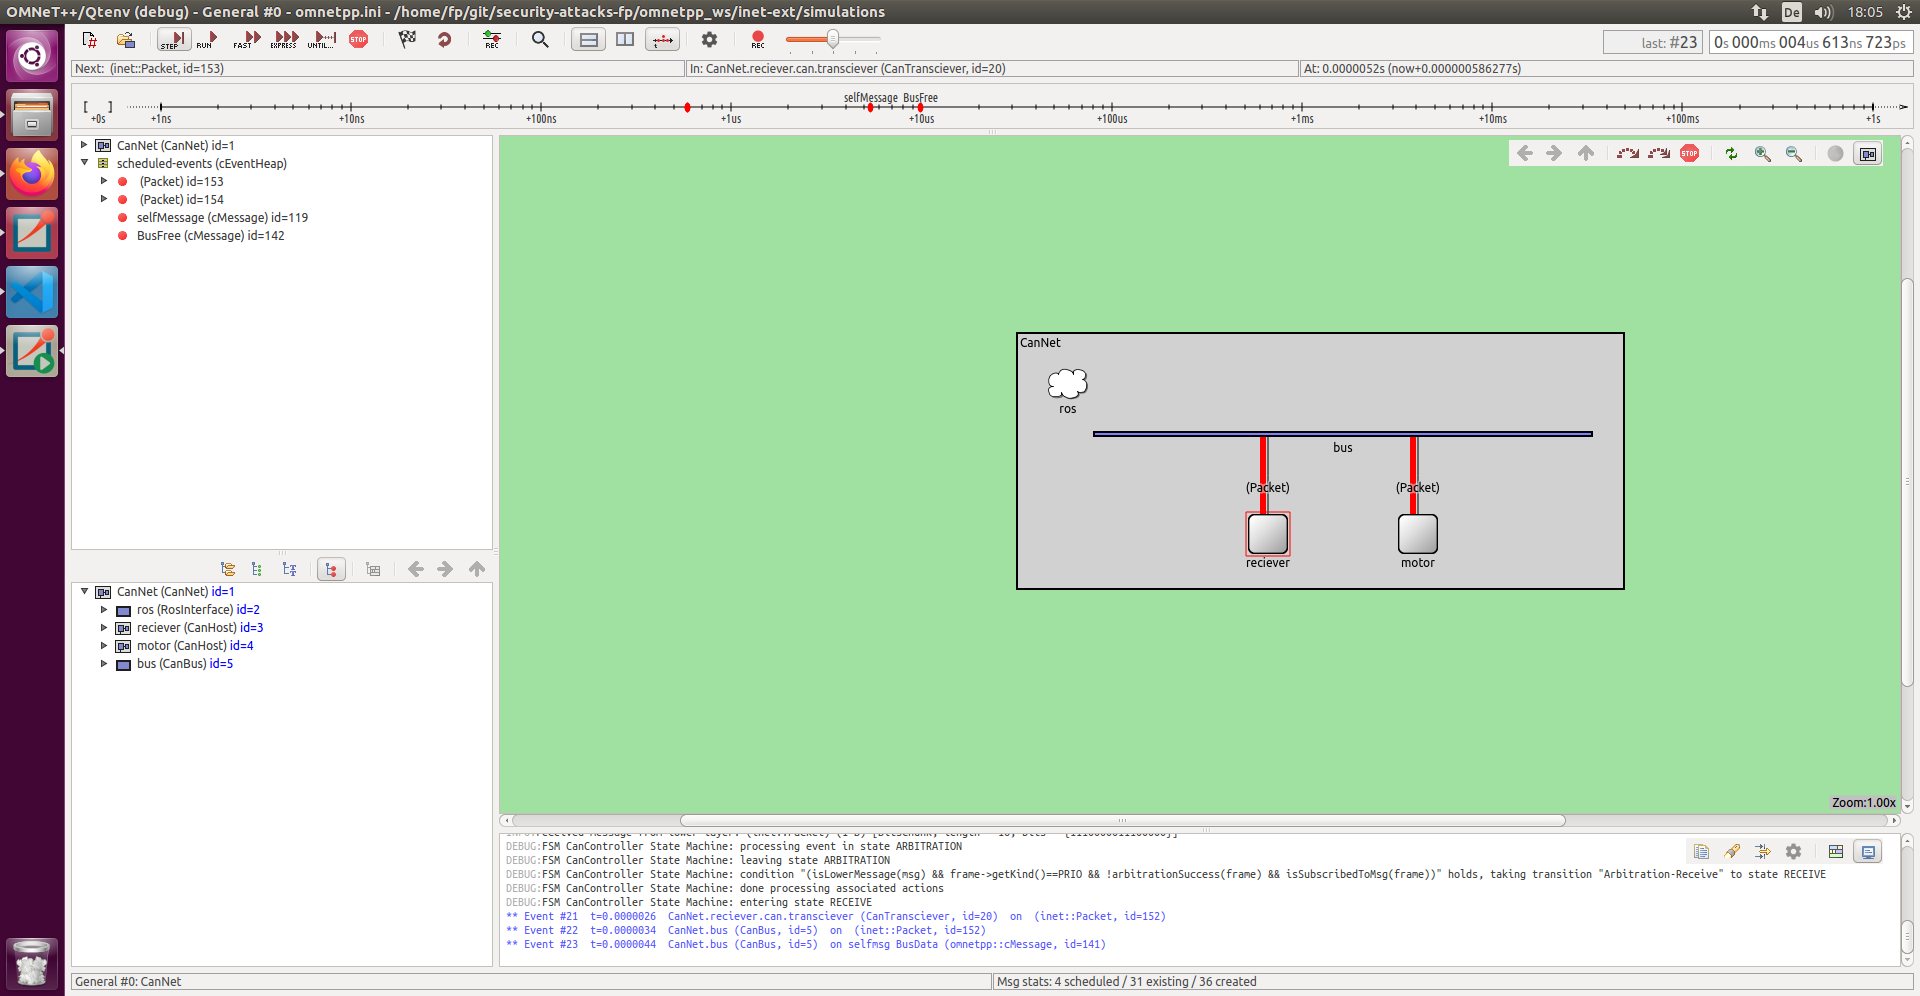 OMNeT++/Qtenv (debug) - General #0 - omnetpp.ini - /home/fp/git/security-attacks-fp/omnetpp_ws/inet-ext/simulations
De 18:05
STEP RUN FAST EXPRESS UNTIL... STOP REC REC last: #23 0s 000ms 004us 613ns 723ps
Next: (inet::Packet, id=153) In: CanNet.reciever.can.transciever (CanTransciever, id=20) At: 0.0000052s (now+0.000000586277s)
selfMessage BusFree
[ ]
+0s +1ns +10ns +100ns +1us +10us +100us +1ms +10ms +100ms +1s
CanNet (CanNet) id=1
scheduled-events (cEventHeap)
(Packet) id=153
(Packet) id=154
selfMessage (cMessage) id=119
BusFree (cMessage) id=142
STOP
CanNet
ros
bus
(Packet) (Packet)
reciever motor
Zoom:1.00x
CanNet (CanNet) id=1
ros (RosInterface) id=2
reciever (CanHost) id=3
motor (CanHost) id=4
bus (CanBus) id=5
DEBUG:FSM CanController State Machine: processing event in state ARBITRATION
DEBUG:FSM CanController State Machine: leaving state ARBITRATION
DEBUG:FSM CanController State Machine: condition "(isLowerMessage(msg) && frame->getKind()==PRIO && !arbitrationSuccess(frame) && isSubscribedToMsg(frame))" holds, taking transition "Arbitration-Receive" to state RECEIVE
DEBUG:FSM CanController State Machine: done processing associated actions
DEBUG:FSM CanController State Machine: entering state RECEIVE
** Event #21 t=0.0000026 CanNet.reciever.can.transciever (CanTransciever, id=20) on (inet::Packet, id=152)
** Event #22 t=0.0000034 CanNet.bus (CanBus, id=5) on (inet::Packet, id=152)
** Event #23 t=0.0000044 CanNet.bus (CanBus, id=5) on selfmsg BusData (omnetpp::cMessage, id=141)
General #0: CanNet Msg stats: 4 scheduled / 31 existing / 36 created